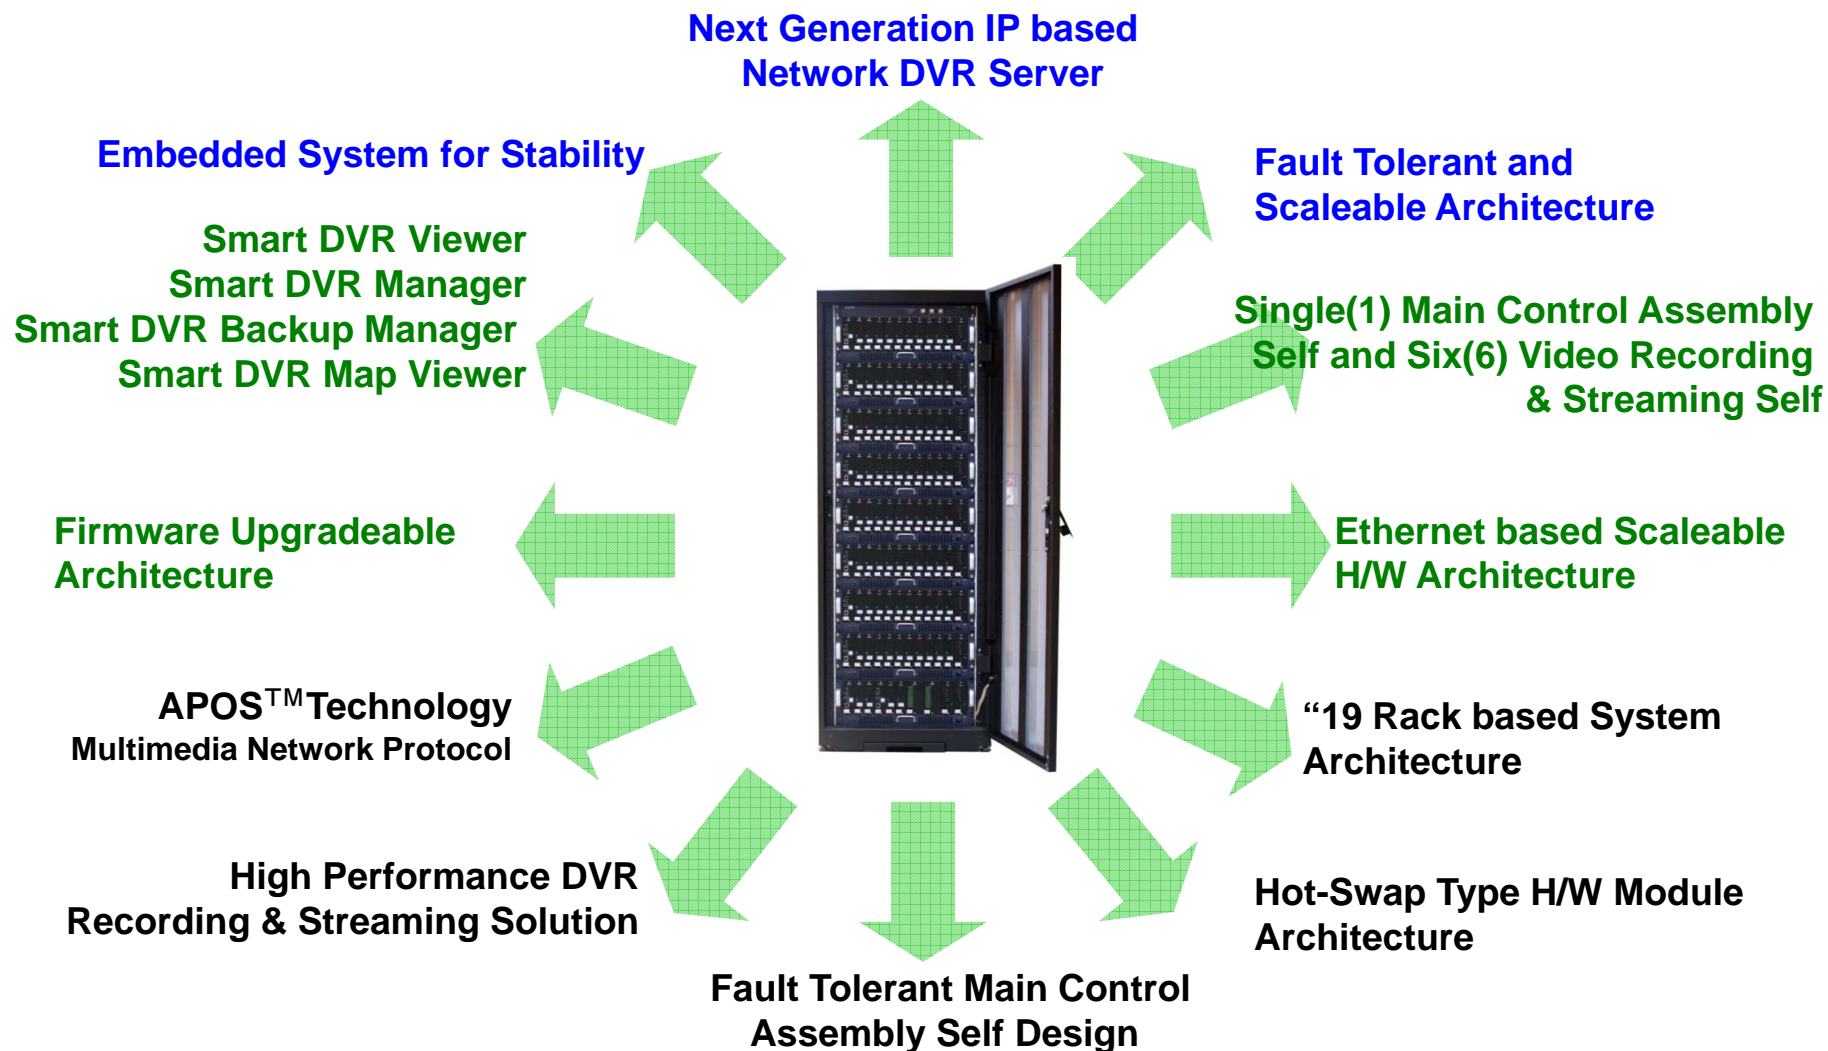 Next Generation IP based
Network DVR Server
Embedded System for Stability
Fault Tolerant and
Scaleable Architecture
Smart DVR Viewer
Smart DVR Manager
Smart DVR Backup Manager
Smart DVR Map Viewer
Single(1) Main Control Assembly
Self and Six(6) Video Recording
& Streaming Self
Firmware Upgradeable
Architecture
Ethernet based Scaleable
H/W Architecture
APOS™Technology
Multimedia Network Protocol
“19 Rack based System
Architecture
High Performance DVR
Recording & Streaming Solution
Hot-Swap Type H/W Module
Architecture
Fault Tolerant Main Control
Assembly Self Design